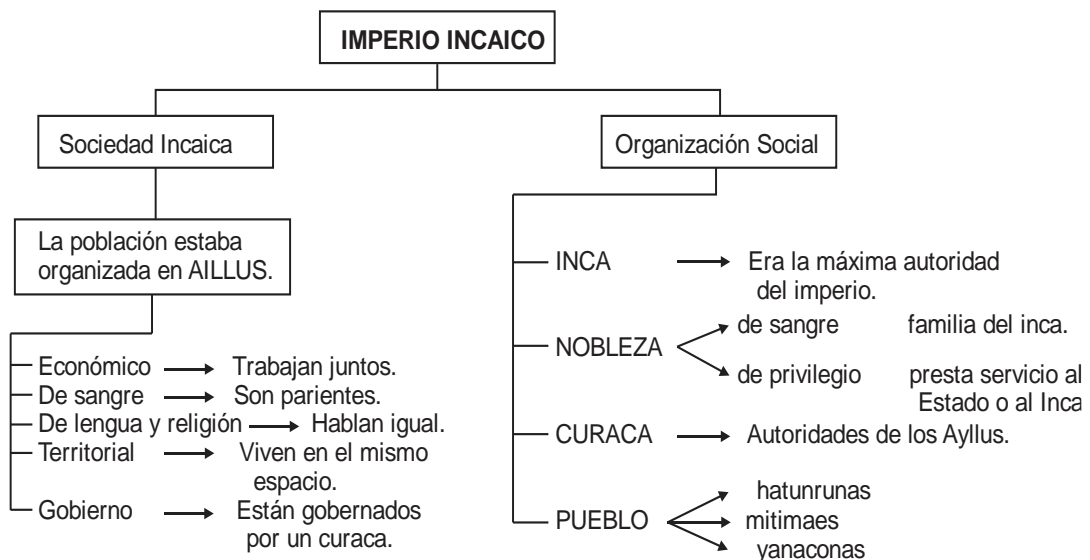 IMPERIO INCAICO
Sociedad Incaica
La población estaba
organizada en AILLUS.
Económico Trabajan juntos.
De sangre Son parientes.
De lengua y religión Hablan igual.
Territorial Viven en el mismo
espacio.
Gobierno Están gobernados
por un curaca.
Organización Social
INCA Era la máxima autoridad
del imperio.
NOBLEZA
de sangre familia del inca.
de privilegio presta servicio al
Estado o al Inca
CURACA Autoridades de los Ayllus.
PUEBLO
hatunrunas
mitimaes
yanaconas